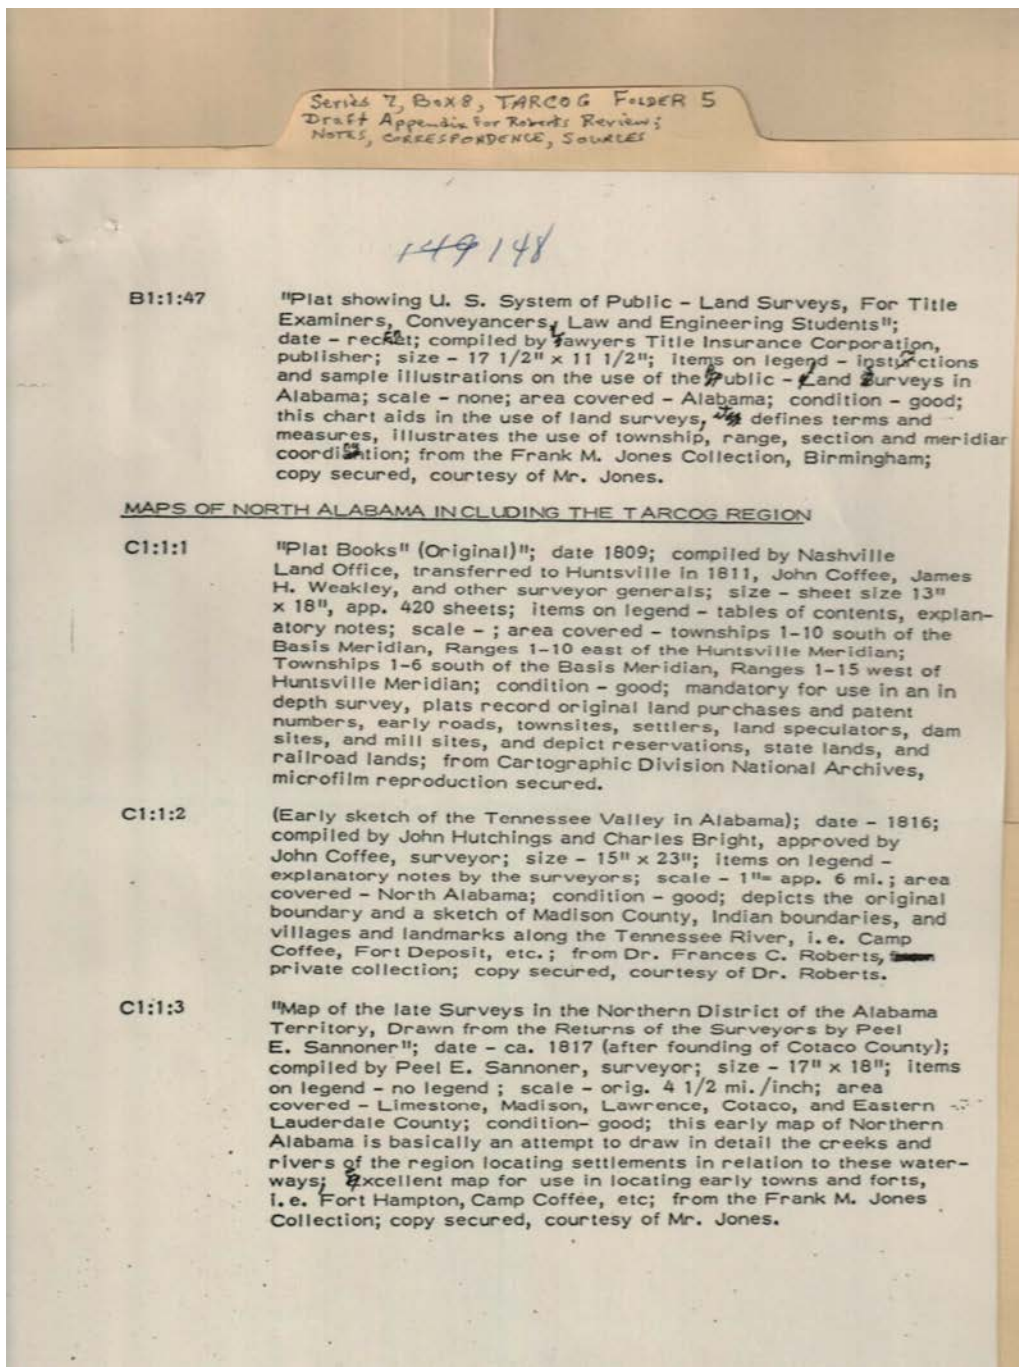 Series 7, Box 8, TARCOG FOLDER 5
Draft Appendix for Roberts Review;
NOTES, CORRESPONDENCE, SOURCES
149 148
B1:1:47 "Plat showing U. S. System of Public - Land Surveys, For Title
Examiners, Conveyancers, Law and Engineering Students";
date - recent; compiled by Lawyers Title Insurance Corporation,
publisher; size - 17 1/2" x 11 1/2"; items on legend - instructions
and sample illustrations on the use of the Public - Land Surveys in
Alabama; scale - none; area covered - Alabama; condition - good;
this chart aids in the use of land surveys, defines terms and
measures, illustrates the use of township, range, section and meridian
coordination; from the Frank M. Jones Collection, Birmingham;
copy secured, courtesy of Mr. Jones.
MAPS OF NORTH ALABAMA INCLUDING THE TARCOG REGION
C1:1:1 "Plat Books" (Original)"; date 1809; compiled by Nashville
Land Office, transferred to Huntsville in 1811, John Coffee, James
H. Weakley, and other surveyor generals; size - sheet size 13"
x 18", app. 420 sheets; items on legend - tables of contents, explan-
atory notes; scale - ; area covered - townships 1-10 south of the
Basis Meridian, Ranges 1-10 east of the Huntsville Meridian;
Townships 1-6 south of the Basis Meridian, Ranges 1-15 west of
Huntsville Meridian; condition - good; mandatory for use in an in
depth survey, plats record original land purchases and patent
numbers, early roads, townsites, settlers, land speculators, dam
sites, and mill sites, and depict reservations, state lands, and
railroad lands; from Cartographic Division National Archives,
microfilm reproduction secured.
C1:1:2 (Early sketch of the Tennessee Valley in Alabama); date - 1816;
compiled by John Hutchings and Charles Bright, approved by
John Coffee, surveyor; size - 15" x 23"; items on legend -
explanatory notes by the surveyors; scale - 1"= app. 6 mi.; area
covered - North Alabama; condition - good; depicts the original
boundary and a sketch of Madison County, Indian boundaries, and
villages and landmarks along the Tennessee River, i.e. Camp
Coffee, Fort Deposit, etc.; from Dr. Frances C. Roberts,
private collection; copy secured, courtesy of Dr. Roberts.
C1:1:3 "Map of the late Surveys in the Northern District of the Alabama
Territory, Drawn from the Returns of the Surveyors by Peel
E. Sannoner"; date - ca. 1817 (after founding of Cotaco County);
compiled by Peel E. Sannoner, surveyor; size - 17" x 18"; items
on legend - no legend ; scale - orig. 4 1/2 mi./inch; area
covered - Limestone, Madison, Lawrence, Cotaco, and Eastern
Lauderdale County; condition- good; this early map of Northern
Alabama is basically an attempt to draw in detail the creeks and
rivers of the region locating settlements in relation to these water-
ways; Excellent map for use in locating early towns and forts,
i.e. Fort Hampton, Camp Coffee, etc; from the Frank M. Jones
Collection; copy secured, courtesy of Mr. Jones.